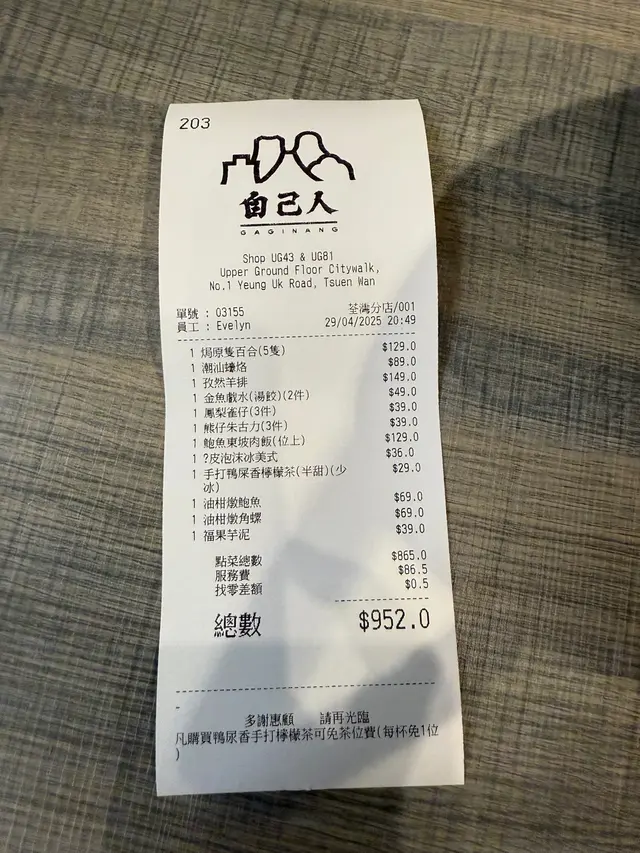 203
自己人
GAGINANG
Shop UG43 & UG81
Upper Ground Floor Citywalk,
No.1 Yeung Uk Road, Tsuen Wan
單號 : 03155 荃灣分店/001
員工 : Evelyn 29/04/2025 20:49
1 焗原隻百合(5隻) $129.0
1 潮汕蠔烙 $89.0
1 孜然羊排 $149.0
1 金魚戲水(湯餃)(2件) $49.0
1 鳳梨雀仔(3件) $39.0
1 熊仔朱古力(3件) $39.0
1 鮑魚東坡肉飯(位上) $129.0
1 ?皮泡沫冰美式 $36.0
1 手打鴨屎香檸檬茶(半甜)(少 $29.0
冰)
1 油柑燉鮑魚 $69.0
1 油柑燉角螺 $69.0
1 福果芋泥 $39.0
點菜總數 $865.0
服務費 $86.5
找零差額 $0.5
總數 $952.0
-
多謝惠顧 請再光臨
凡購買鴨尿香手打檸檬茶可免茶位費(每杯免1位
)